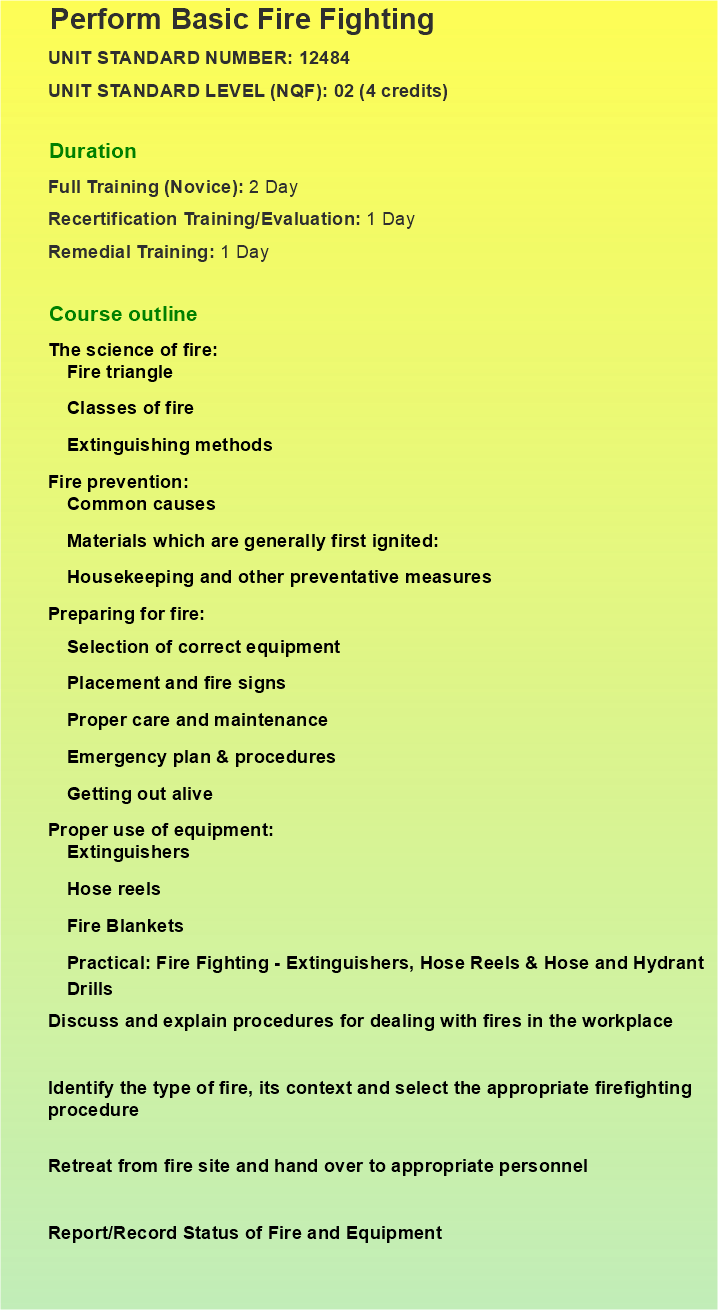 Perform Basic Fire Fighting
UNIT STANDARD NUMBER: 12484
UNIT STANDARD LEVEL (NQF): 02 (4 credits)
Duration
Full Training (Novice): 2 Day
Recertification Training/Evaluation: 1 Day
Remedial Training: 1 Day
Course outline
The science of fire:
Fire triangle
Classes of fire
Extinguishing methods
Fire prevention:
Common causes
Materials which are generally first ignited:
Housekeeping and other preventative measures
Preparing for fire:
Selection of correct equipment
Placement and fire signs
Proper care and maintenance
Emergency plan & procedures
Getting out alive
Proper use of equipment:
Extinguishers
Hose reels
Fire Blankets
Practical: Fire Fighting - Extinguishers, Hose Reels & Hose and Hydrant
Drills
Discuss and explain procedures for dealing with fires in the workplace
Identify the type of fire, its context and select the appropriate firefighting
procedure
Retreat from fire site and hand over to appropriate personnel
Report/Record Status of Fire and Equipment